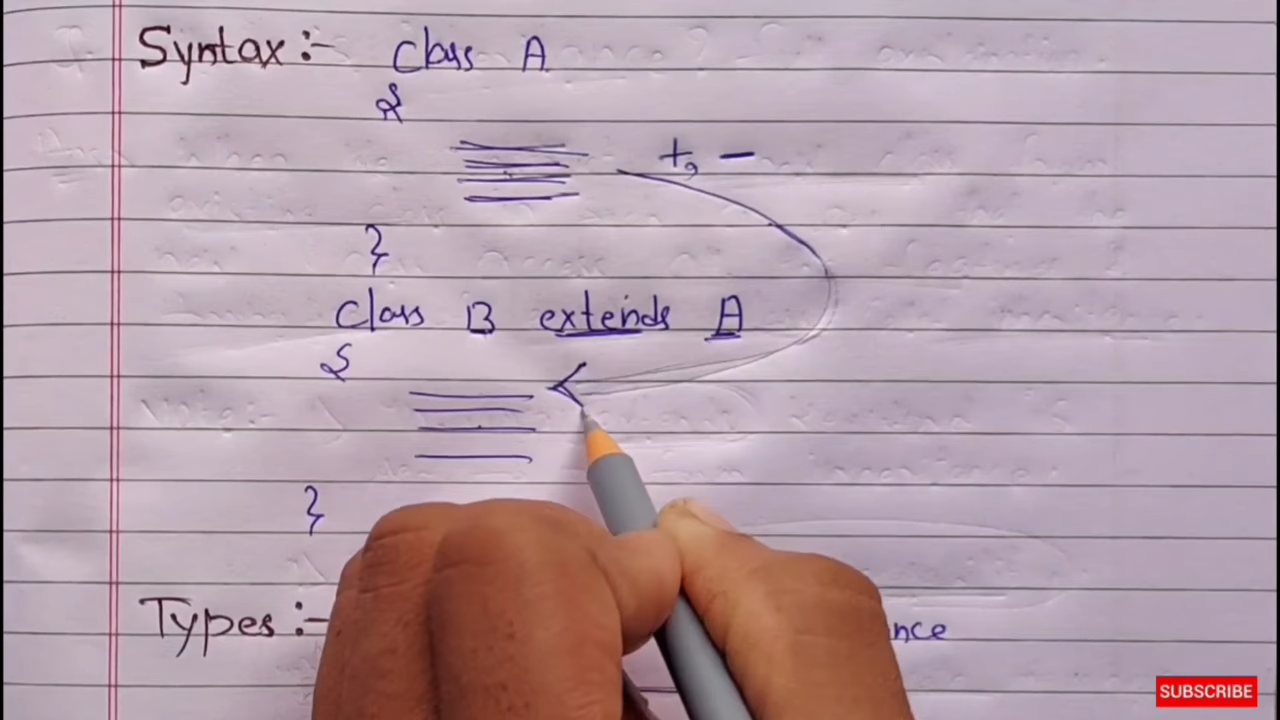 Syntax :- Class A
{
+, -
}
Class B extends A
{
}
Types :-
nce
SUBSCRIBE